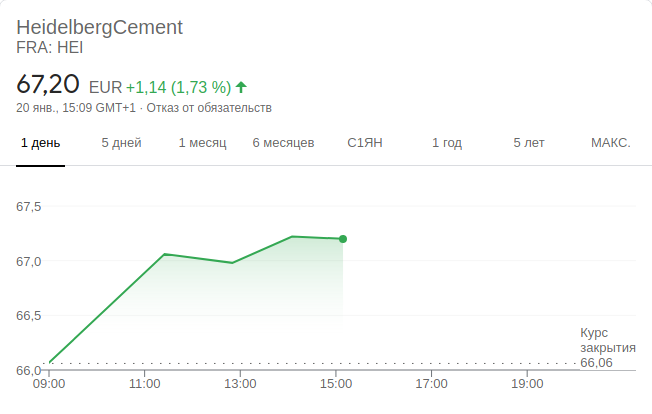 HeidelbergCement
FRA: HEI
67,20 EUR +1,14 (1,73 %)
20 янв., 15:09 GMT+1 · Отказ от обязательств
1 день 5 дней 1 месяц 6 месяцев С1ЯН 1 год 5 лет МАКС.
67,5
67,0
66,5
66,0
Курс
закрытия
66,06
09:00 11:00 13:00 15:00 17:00 19:00